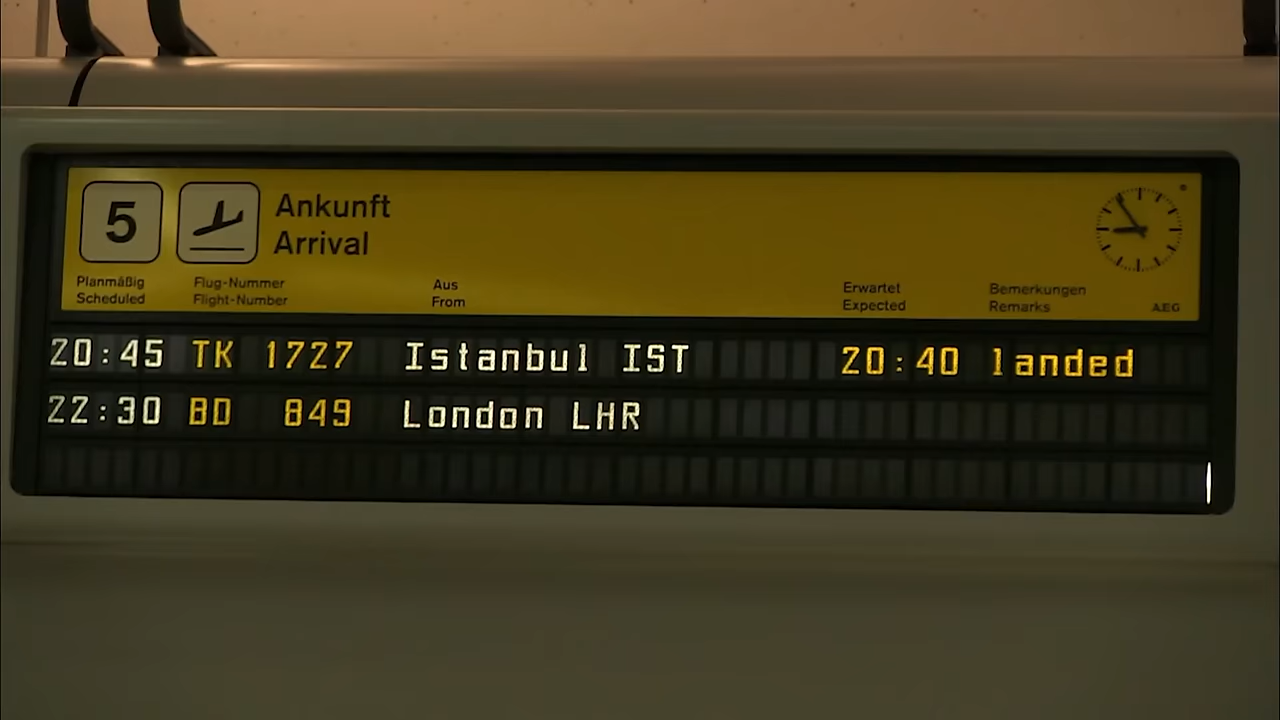 5
Ankunft
Arrival
Planmäßig Flug-Nummer Aus Erwartet Bemerkungen
Scheduled Flight-Number From Expected Remarks AEG
20:45 TK 1727 Istanbul IST 20:40 landed
22:30 BD 849 London LHR